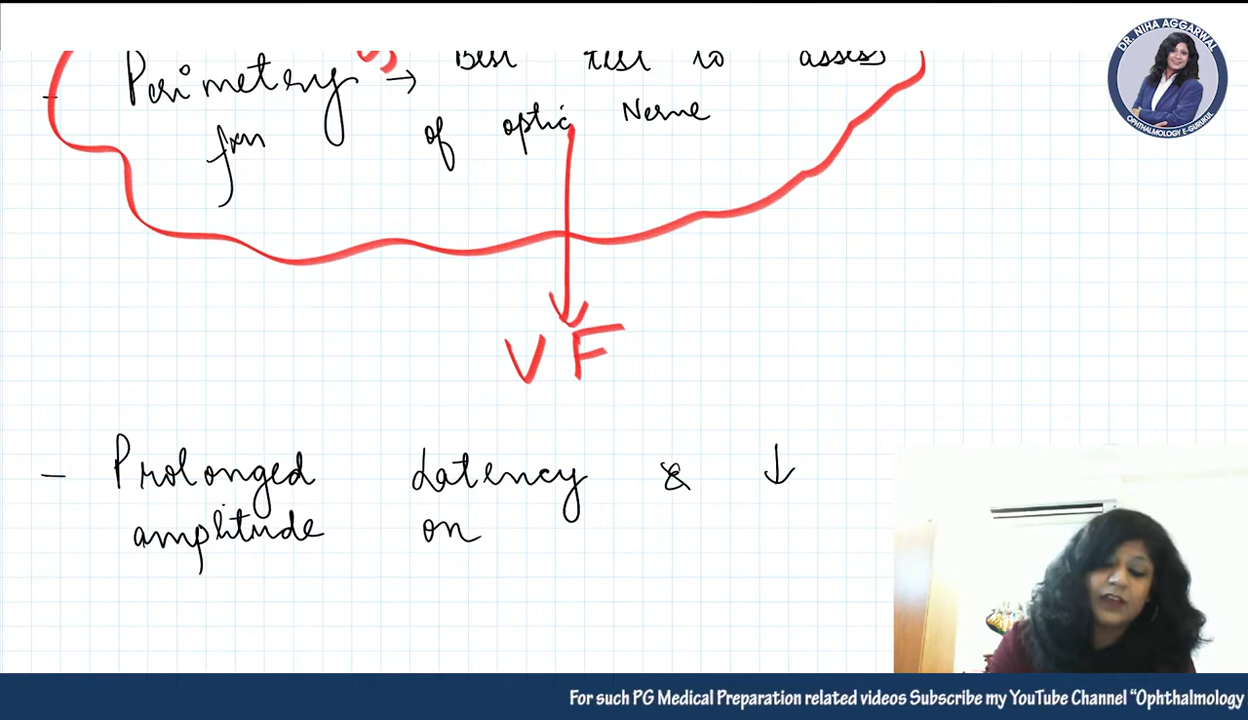 - Perimetry → Best test to assess
fxn of optic Nerve
VF
- Prolonged Latency & ↓
amplitude on
DR. NIHA AGGARWAL
OPHTHALMOLOGY E-GURUKUL
For such PG Medical Preparation related videos Subscribe my YouTube Channel “Ophthalmology